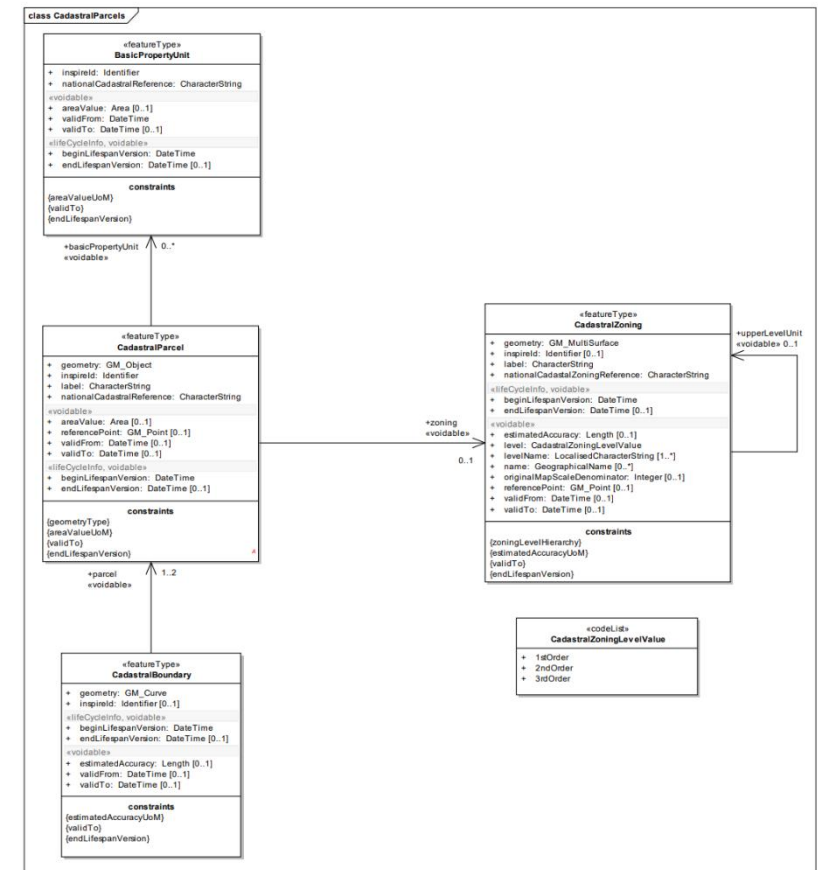 class CadastralParcels
«featureType»
BasicPropertyUnit
+ inspireId: Identifier
+ nationalCadastralReference: CharacterString
«voidable»
+ areaValue: Area [0..1]
+ validFrom: DateTime
+ validTo: DateTime [0..1]
«lifeCycleInfo, voidable»
+ beginLifespanVersion: DateTime
+ endLifespanVersion: DateTime [0..1]
constraints
{areaValueUoM}
{validTo}
{endLifespanVersion}
+basicPropertyUnit 0..*
«voidable»
«featureType»
CadastralParcel
+ geometry: GM_Object
+ inspireId: Identifier
+ label: CharacterString
+ nationalCadastralReference: CharacterString
«voidable»
+ areaValue: Area [0..1]
+ referencePoint: GM_Point [0..1]
+ validFrom: DateTime [0..1]
+ validTo: DateTime [0..1]
«lifeCycleInfo, voidable»
+ beginLifespanVersion: DateTime
+ endLifespanVersion: DateTime [0..1]
constraints
{geometryType}
{areaValueUoM}
{validTo}
{endLifespanVersion}
+zoning
«voidable»
0..1
«featureType»
CadastralZoning
+ geometry: GM_MultiSurface
+ inspireId: Identifier [0..1]
+ label: CharacterString
+ nationalCadastalZoningReference: CharacterString
«lifeCycleInfo, voidable»
+ beginLifespanVersion: DateTime
+ endLifespanVersion: DateTime [0..1]
«voidable»
+ estimatedAccuracy: Length [0..1]
+ level: CadastralZoningLevelValue
+ levelName: LocalisedCharacterString [1..*]
+ name: GeographicalName [0..*]
+ originalMapScaleDenominator: Integer [0..1]
+ referencePoint: GM_Point [0..1]
+ validFrom: DateTime [0..1]
+ validTo: DateTime [0..1]
constraints
{zoningLevelHierarchy}
{estimatedAccuracyUoM}
{validTo}
{endLifespanVersion}
+upperLevelUnit
«voidable» 0..1
+parcel 1..2
«voidable»
«featureType»
CadastralBoundary
+ geometry: GM_Curve
+ inspireId: Identifier [0..1]
«lifeCycleInfo, voidable»
+ beginLifespanVersion: DateTime
+ endLifespanVersion: DateTime [0..1]
«voidable»
+ estimatedAccuracy: Length [0..1]
+ validFrom: DateTime [0..1]
+ validTo: DateTime [0..1]
constraints
{estimatedAccuracyUoM}
{validTo}
{endLifespanVersion}
«codeList»
CadastralZoningLevelValue
+ 1stOrder
+ 2ndOrder
+ 3rdOrder